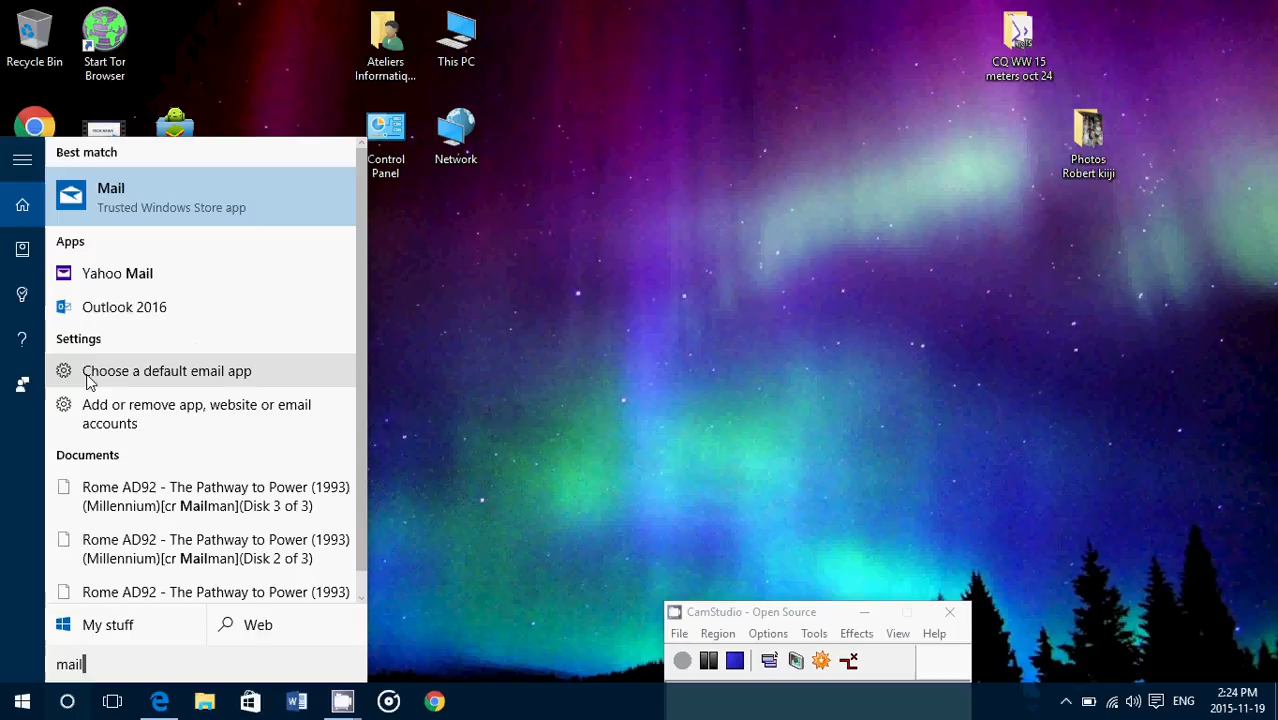 Recycle Bin
Start Tor
Browser
Ateliers
Informatiq...
This PC
CQ WW 15
meters oct 24
Control
Panel
Network
Photos
Robert kiiji
Best match
Mail
Trusted Windows Store app
Apps
Yahoo Mail
Outlook 2016
Settings
Choose a default email app
Add or remove app, website or email
accounts
Documents
Rome AD92 - The Pathway to Power (1993)
(Millennium)[cr Mailman](Disk 3 of 3)
Rome AD92 - The Pathway to Power (1993)
(Millennium)[cr Mailman](Disk 2 of 3)
Rome AD92 - The Pathway to Power (1993)
My stuff
Web
mail
CamStudio - Open Source
File Region Options Tools Effects View Help
ENG
2:24 PM
2015-11-19